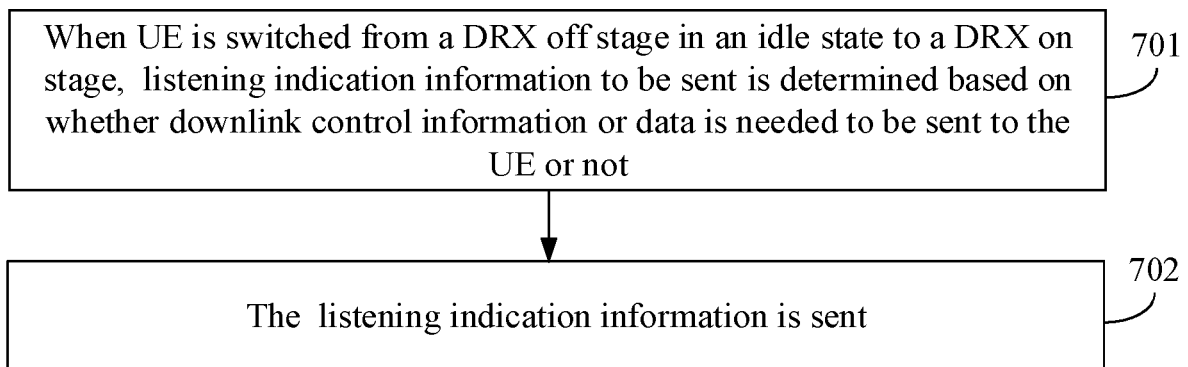 When UE is switched from a DRX off stage in an idle state to a DRX on
stage, listening indication information to be sent is determined based on
whether downlink control information or data is needed to be sent to the
UE or not
701
The listening indication information is sent
702